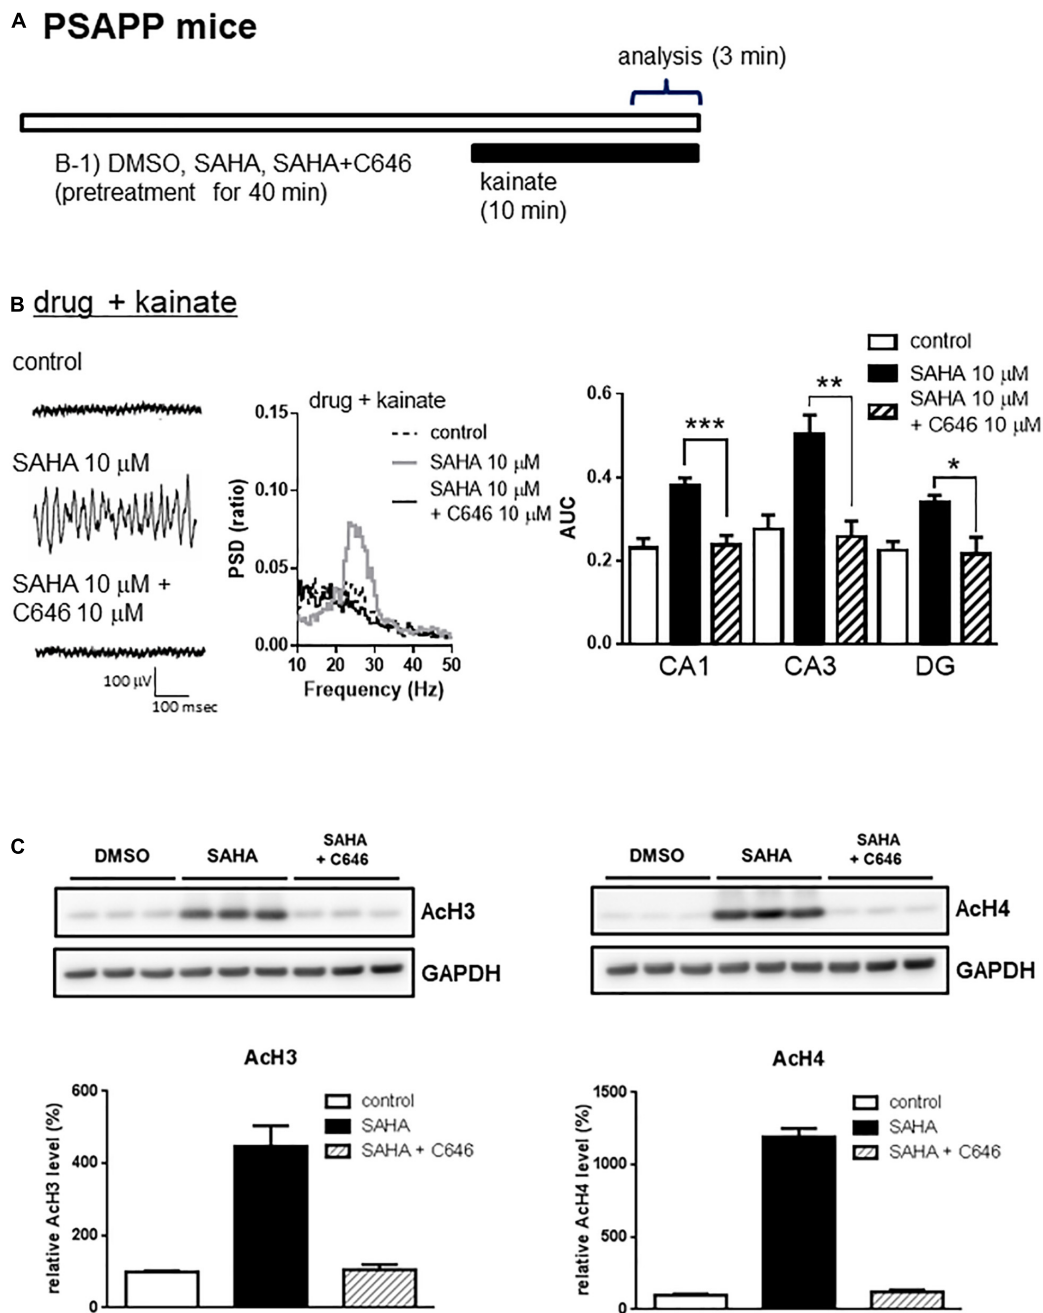 A PSAPP mice
analysis (3 min)
B-1) DMSO, SAHA, SAHA+C646
(pretreatment for 40 min)
kainate
(10 min)
B drug + kainate
control
SAHA 10 µM
SAHA 10 µM +
C646 10 µM
100 µV
100 msec
drug + kainate
control
SAHA 10 µM
SAHA 10 µM
+ C646 10 µM
PSD (ratio)
0.15
0.10
0.05
0.00
10 20 30 40 50
Frequency (Hz)
control
SAHA 10 µM
SAHA 10 µM
+ C646 10 µM
AUC
0.6
0.4
0.2
0.0
***
**
*
CA1 CA3 DG
C
DMSO SAHA SAHA
+ C646
AcH3
GAPDH
DMSO SAHA SAHA
+ C646
AcH4
GAPDH
AcH3
relative AcH3 level (%)
600
400
200
0
control
SAHA
SAHA + C646
AcH4
relative AcH4 level (%)
1500
1000
500
0
control
SAHA
SAHA + C646